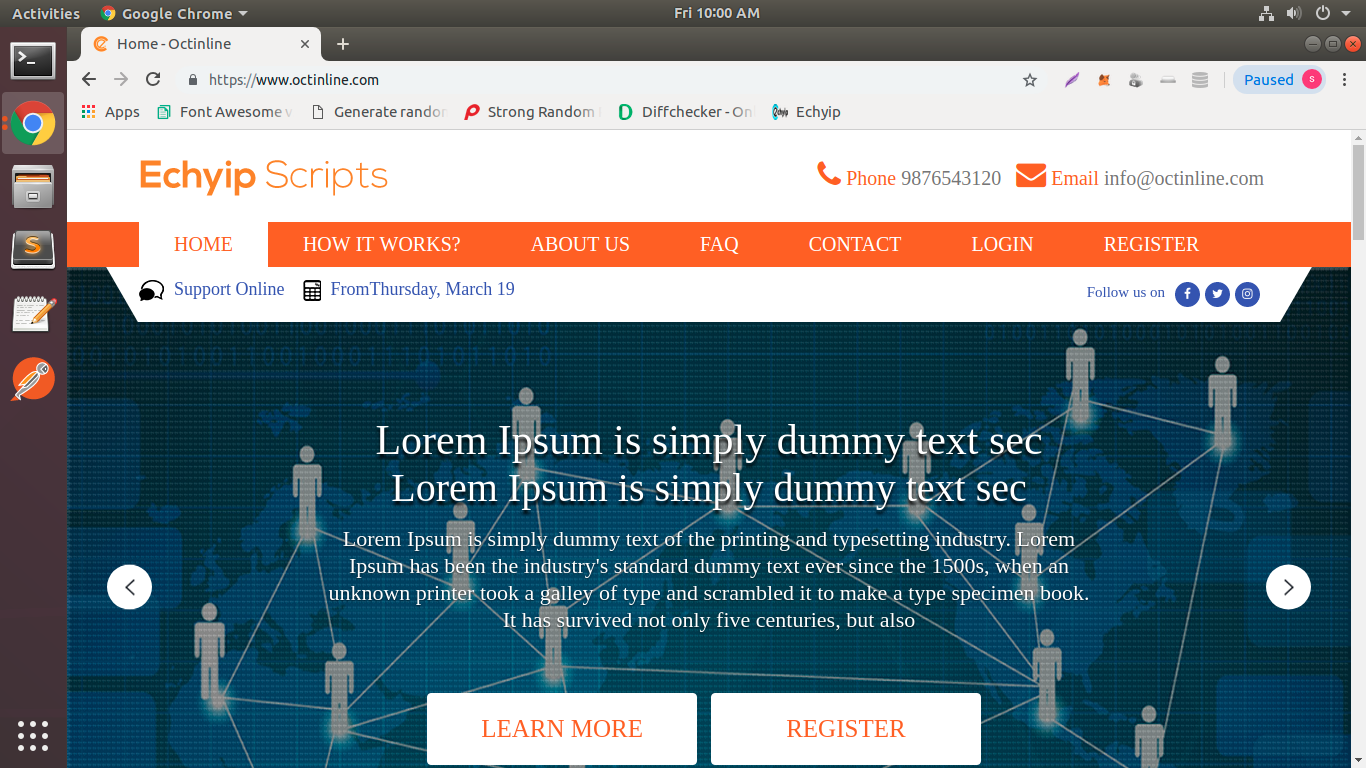 Activities Google Chrome Fri 10:00 AM
Home - Octinline
https://www.octinline.com Paused S
Apps Font Awesome Generate Strong Random Diffchecker - Echyip
Echyip Scripts Phone 9876543120 Email info@octinline.com
HOME HOW IT WORKS? ABOUT US FAQ CONTACT LOGIN REGISTER
Support Online FromThursday, March 19 Follow us on
Lorem Ipsum is simply dummy text sec
Lorem Ipsum is simply dummy text sec
Lorem Ipsum is simply dummy text of the printing and typesetting industry. Lorem
Ipsum has been the industry's standard dummy text ever since the 1500s, when an
unknown printer took a galley of type and scrambled it to make a type specimen book.
It has survived not only five centuries, but also
LEARN MORE REGISTER